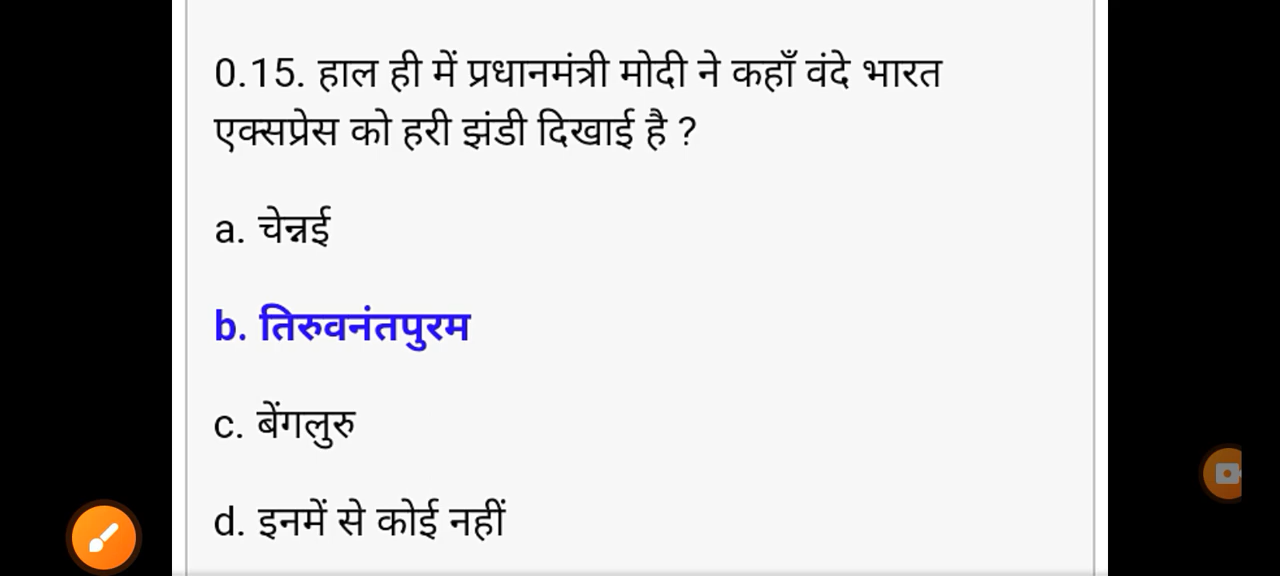 0.15. हाल ही में प्रधानमंत्री मोदी ने कहाँ वंदे भारत
एक्सप्रेस को हरी झंडी दिखाई है ?
a. चेन्नई
b. तिरुवनंतपुरम
c. बेंगलुरु
d. इनमें से कोई नहीं